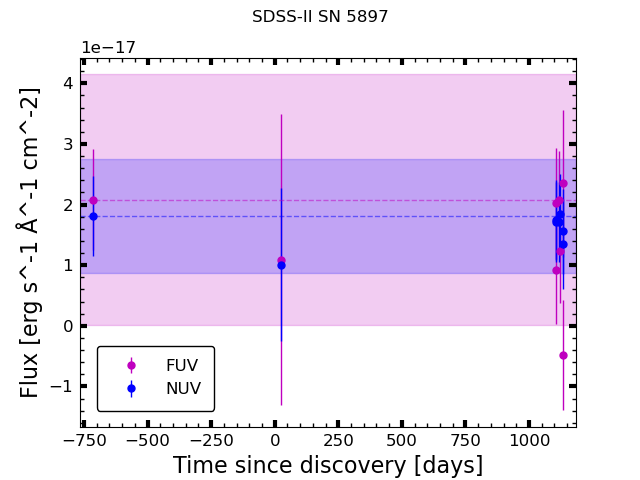 SDSS-II SN 5897
1e−17
4
3
2
1
0
−1
Flux [erg s^-1 Å^-1 cm^-2]
FUV
NUV
−750 −500 −250 0 250 500 750 1000
Time since discovery [days]